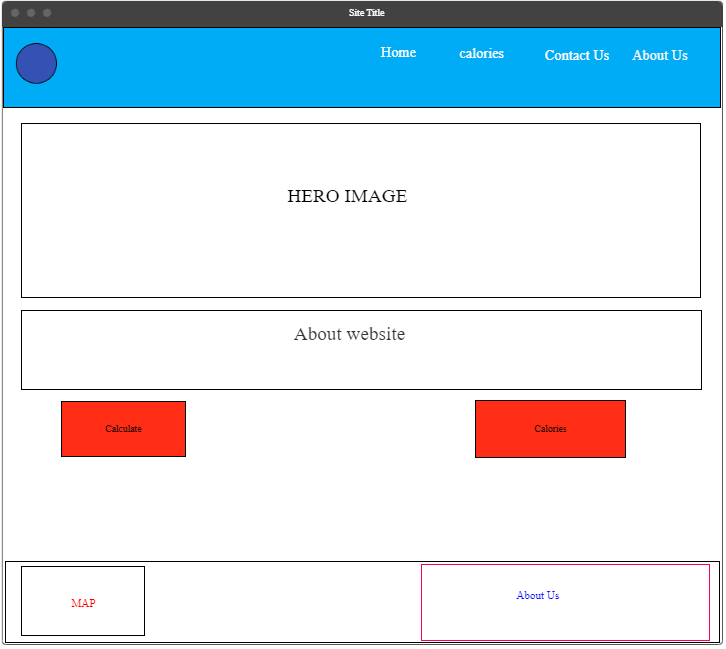 Site Title
Home calories Contact Us About Us
HERO IMAGE
About website
Calculate Calories
MAP About Us